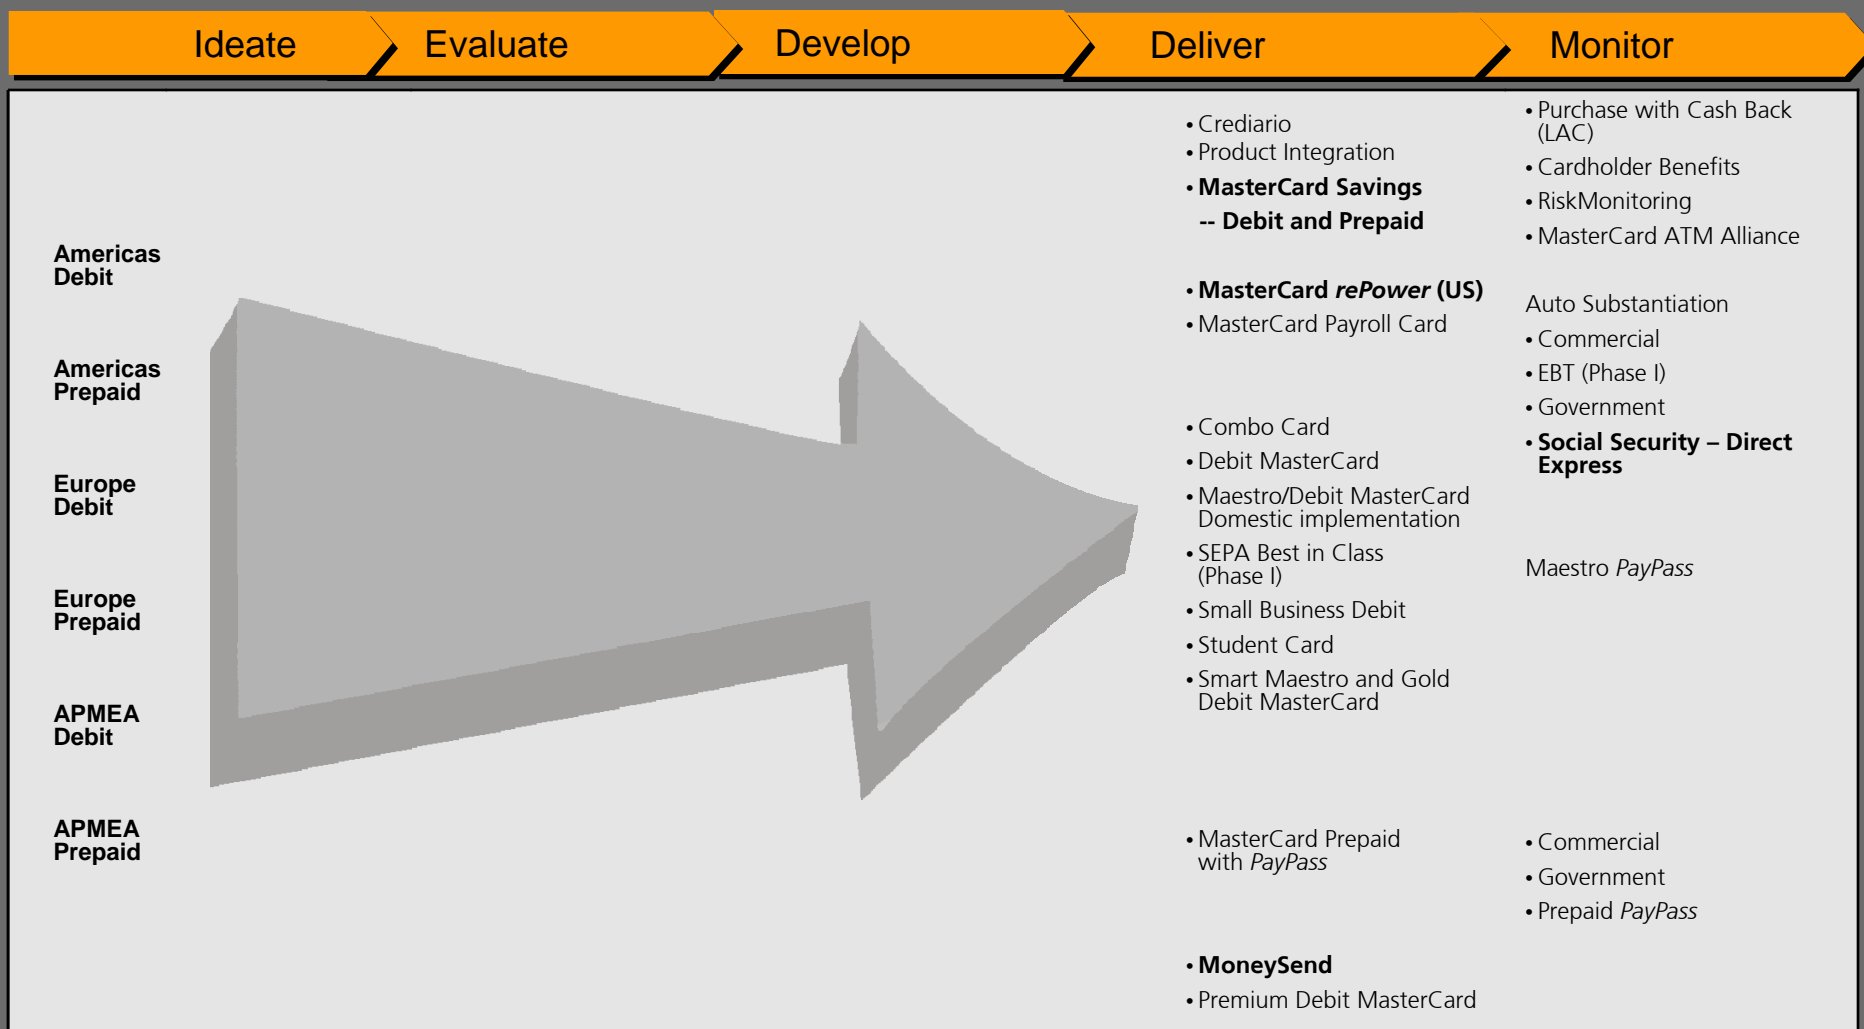 Ideate
Evaluate
Develop
Deliver
Monitor
Americas
Debit
Americas
Prepaid
Europe
Debit
Europe
Prepaid
APMEA
Debit
APMEA
Prepaid
• Crediario
• Product Integration
• MasterCard Savings
-- Debit and Prepaid
• MasterCard rePower (US)
• MasterCard Payroll Card
• Combo Card
• Debit MasterCard
• Maestro/Debit MasterCard
Domestic implementation
• SEPA Best in Class
(Phase I)
• Small Business Debit
• Student Card
• Smart Maestro and Gold
Debit MasterCard
• MasterCard Prepaid
with PayPass
• MoneySend
• Premium Debit MasterCard
• Purchase with Cash Back
(LAC)
• Cardholder Benefits
• RiskMonitoring
• MasterCard ATM Alliance
Auto Substantiation
• Commercial
• EBT (Phase I)
• Government
• Social Security – Direct
Express
Maestro PayPass
• Commercial
• Government
• Prepaid PayPass